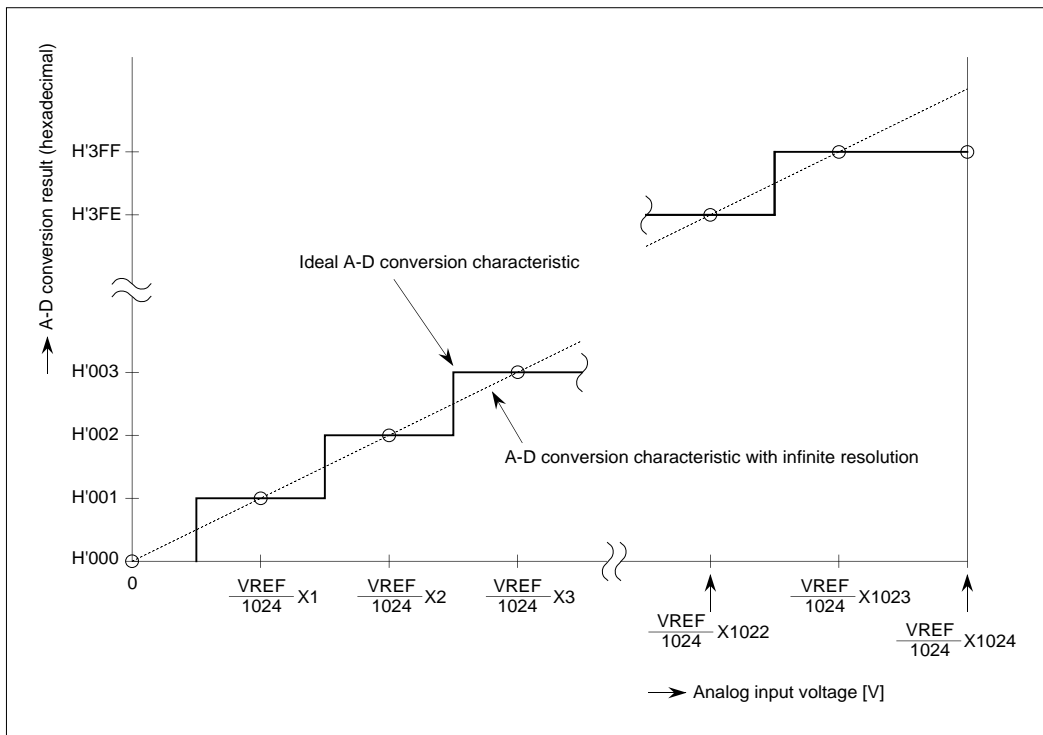 A-D conversion result (hexadecimal)
H'3FF
H'3FE
Ideal A-D conversion characteristic
H'003
H'002
A-D conversion characteristic with infinite resolution
H'001
H'000
0
VREF
1024
X1
VREF
1024
X2
VREF
1024
X3
VREF
1024
X1022
VREF
1024
X1023
VREF
1024
X1024
Analog input voltage [V]